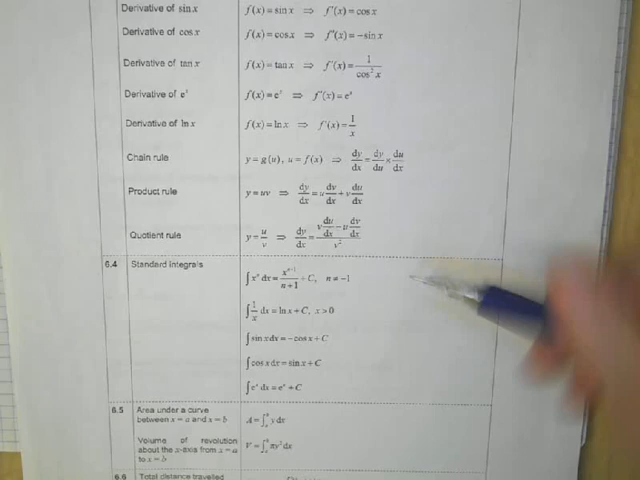 Derivative of sin x f(x) = sin x ⇒ f'(x) = cos x
Derivative of cos x f(x) = cos x ⇒ f'(x) = −sin x
Derivative of tan x f(x) = tan x ⇒ f'(x) = 1/cos² x
Derivative of eˣ f(x) = eˣ ⇒ f'(x) = eˣ
Derivative of ln x f(x) = ln x ⇒ f'(x) = 1/x
Chain rule y = g(u), u = f(x) ⇒ dy/dx = dy/du × du/dx
Product rule y = uv ⇒ dy/dx = u dv/dx + v du/dx
Quotient rule y = u/v ⇒ dy/dx = (v du/dx − u dv/dx)/v²
6.4 Standard integrals ∫xⁿ dx = xⁿ⁺¹/(n+1) + C, n ≠ −1
∫1/x dx = ln x + C, x > 0
∫sin x dx = −cos x + C
∫cos x dx = sin x + C
∫eˣ dx = eˣ + C
6.5 Area under a curve
between x = a and x = b A = ∫ₐᵇ y dx
Volume of revolution
about the x-axis from x = a
to x = b V = ∫ₐᵇ πy² dx
6.6 Total distance travelled